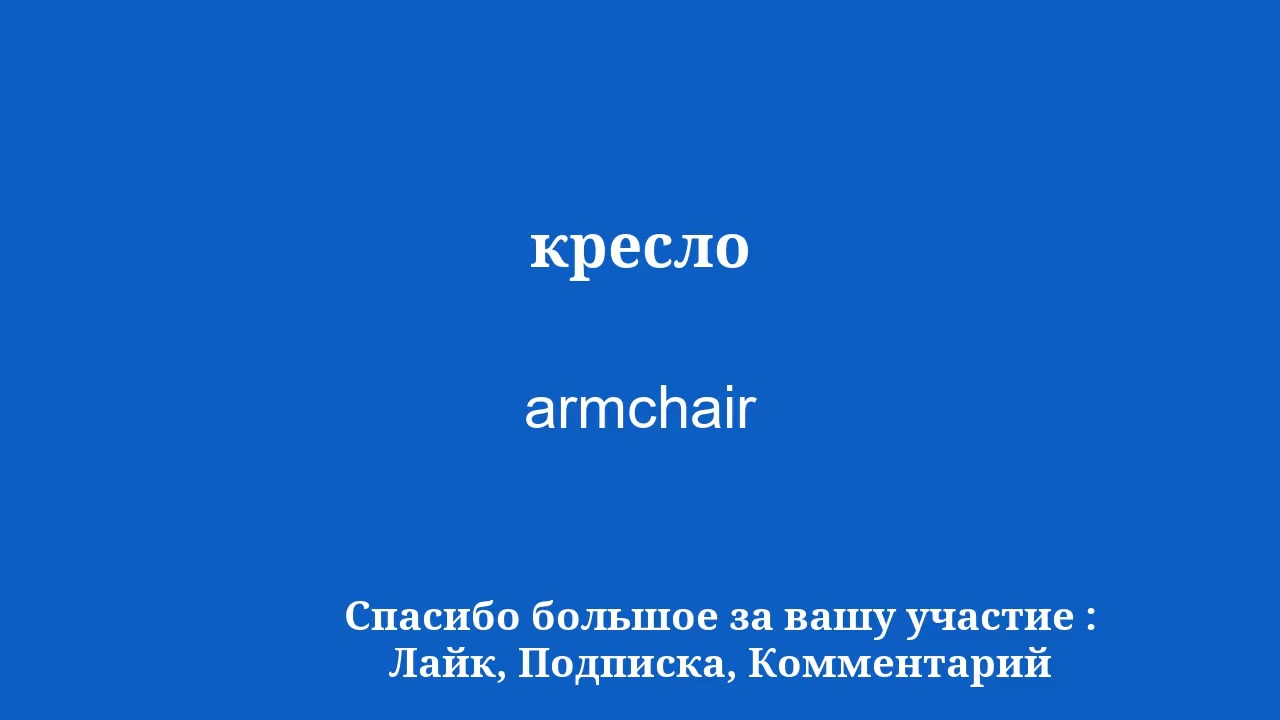 кресло
armchair
Спасибо большое за вашу участие :
Лайк, Подписка, Комментарий